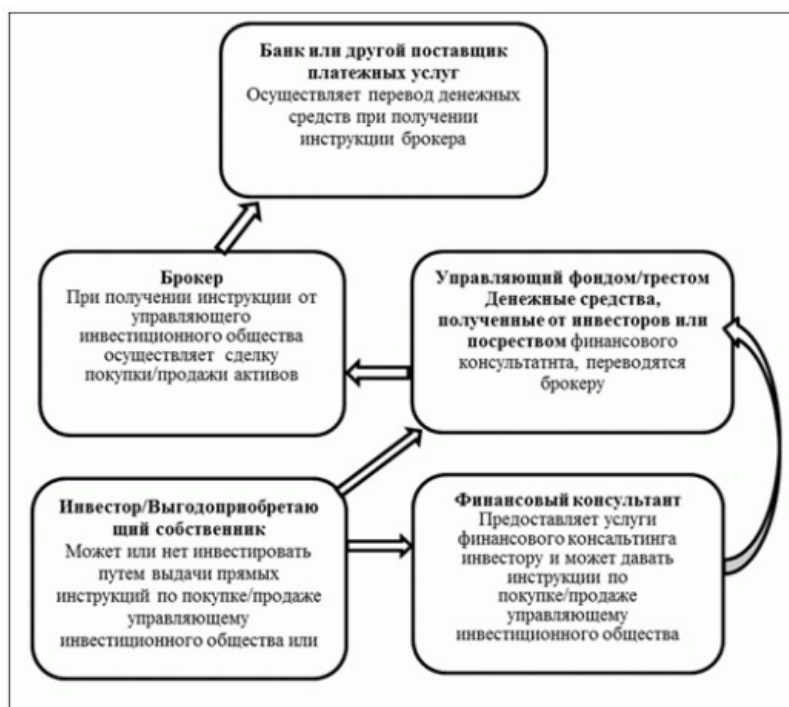 Банк или другой поставщик
платежных услуг
Осуществляет перевод денежных
средств при получении
инструкции брокера
Брокер
При получении инструкции от
управляющего
инвестиционного общества
осуществляет сделку
покупки/продажи активов
Управляющий фондом/трестом
Денежные средства,
полученные от инвесторов или
посреством финансового
консультатнта, переводятся
брокеру
Инвестор/Выгодоприобретаю
щий собственник
Может или нет инвестировать
путем выдачи прямых
инструкций по покупке/продаже
управляющему
инвестиционного общества или
Финансовый консультант
Предоставляет услуги
финансового консалтинга
инвестору и может давать
инструкции по
покупке/продаже
управляющему
инвестиционного общества